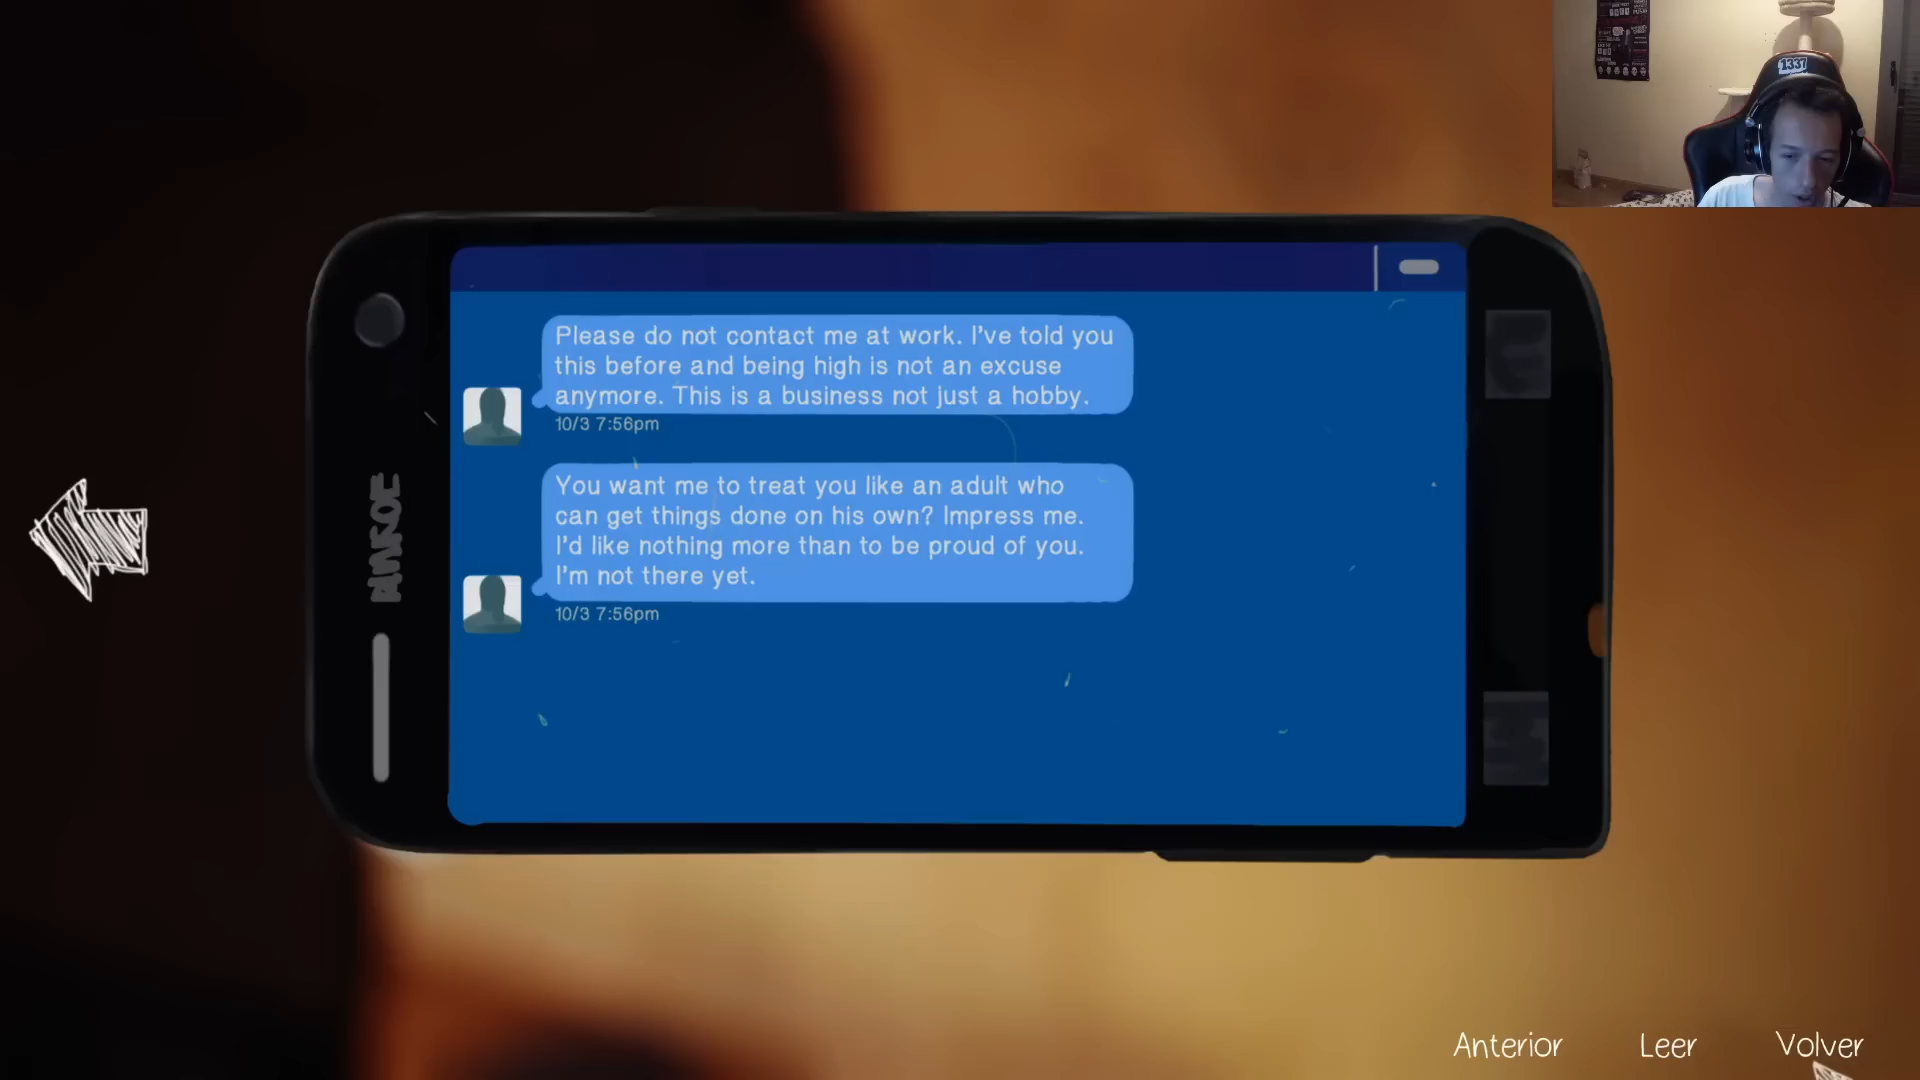 1337
Please do not contact me at work. I've told you
this before and being high is not an excuse
anymore. This is a business not just a hobby.
10/3 7:56pm
You want me to treat you like an adult who
can get things done on his own? Impress me.
I'd like nothing more than to be proud of you.
I'm not there yet.
10/3 7:56pm
Anterior
Leer
Volver